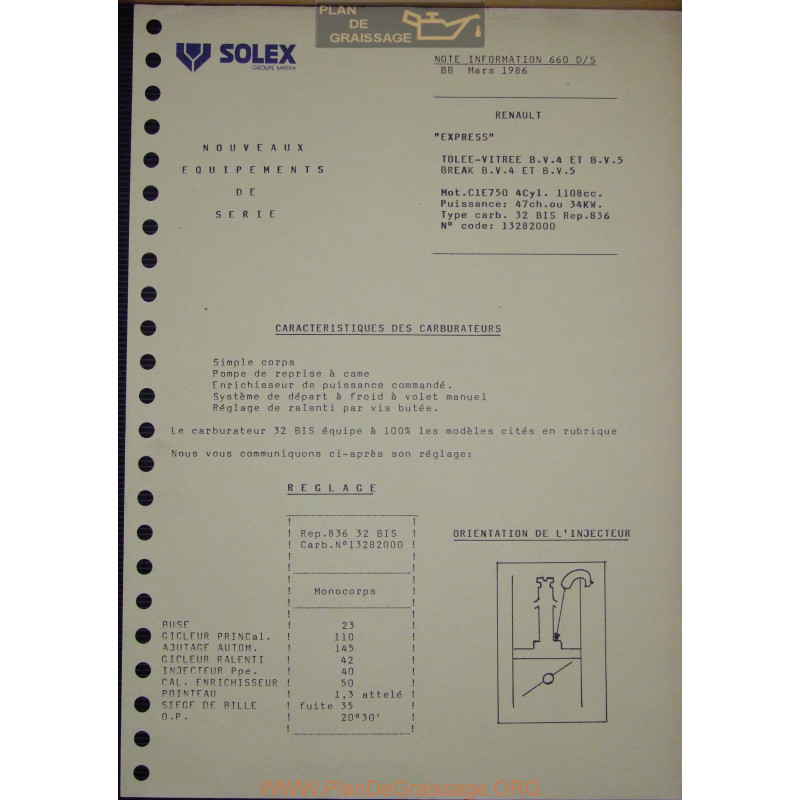 PLAN
DE
GRAISSAGE
SOLEX
GROUPE MATRA
NOTE INFORMATION 660 D/S
BB Mars 1986
RENAULT
"EXPRESS"
TOLEE-VITREE B.V.4 ET B.V.5
BREAK B.V.4 ET B.V.5
Mot.C1E750 4Cyl. 1108cc.
Puissance: 47ch.ou 34KW.
Type carb. 32 BIS Rep.836
N° code: 13282000
NOUVEAUX
EQUIPEMENTS
DE
SERIE
CARACTERISTIQUES DES CARBURATEURS
Simple corps
Pompe de reprise à came
Enrichisseur de puissance commandé.
Système de départ à froid à volet manuel
Réglage de ralenti par vis butée.
Le carburateur 32 BIS équipe à 100% les modèles cités en rubrique
Nous vous communiquons ci-après son réglage:
REGLAGE
Rep.836 32 BIS
Carb.N°13282000
Monocorps
BUSE 23
GICLEUR PRINCal. 110
AJUTAGE AUTOM. 145
GICLEUR RALENTI 42
INJECTEUR Ppe. 40
CAL. ENRICHISSEUR 50
POINTEAU 1,3 attelé
SIEGE DE BILLE fuite 35
O.P. 20°30'
ORIENTATION DE L'INJECTEUR
www.PlanDeGraissage.ORG